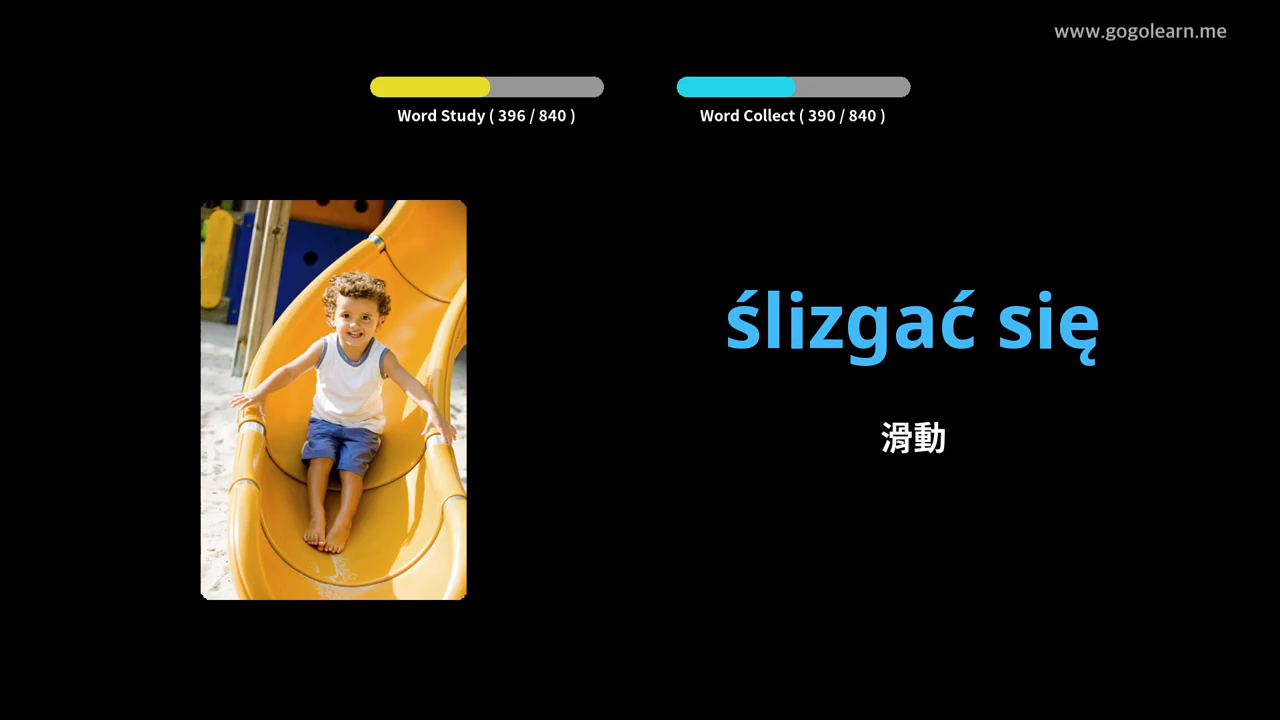 www.gogolearn.me
Word Study ( 396 / 840 )
Word Collect ( 390 / 840 )
ślizgać się
滑動